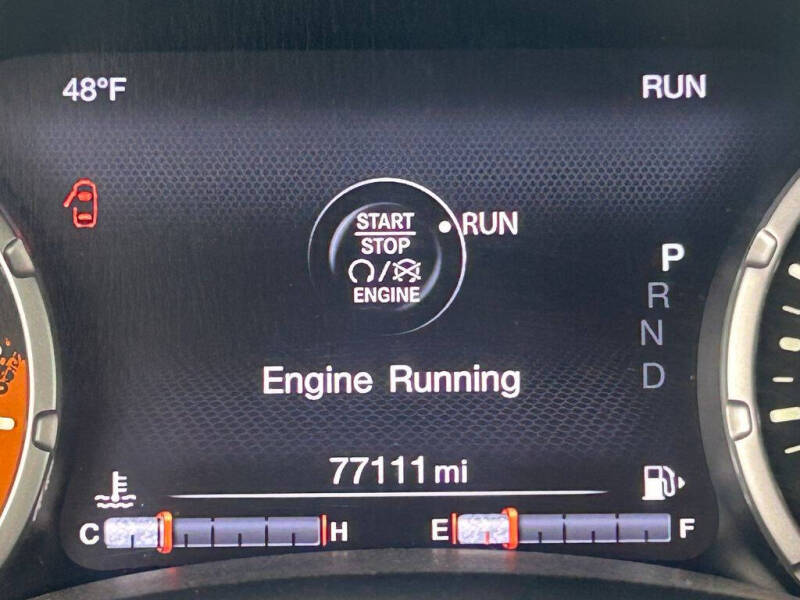 48°F RUN
START
STOP
ENGINE
RUN
P
R
N
D
Engine Running
77111 mi
C H E F